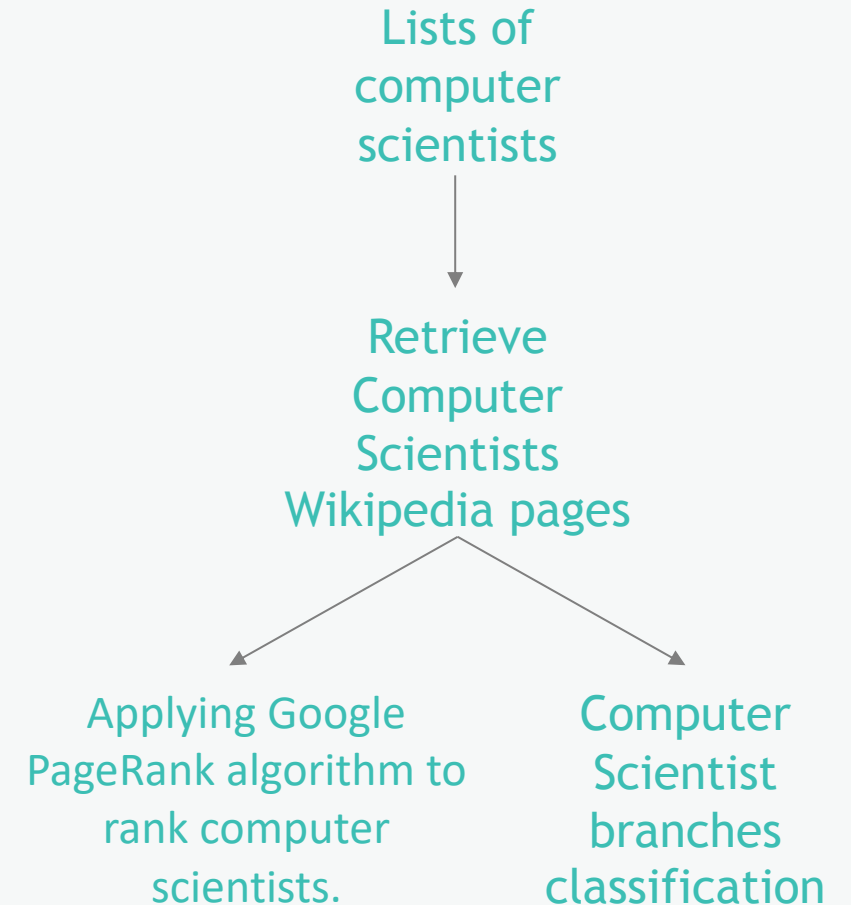 Lists of
computer
scientists
Retrieve
Computer
Scientists
Wikipedia pages
Applying Google
PageRank algorithm to
rank computer
scientists.
Computer
Scientist
branches
classification